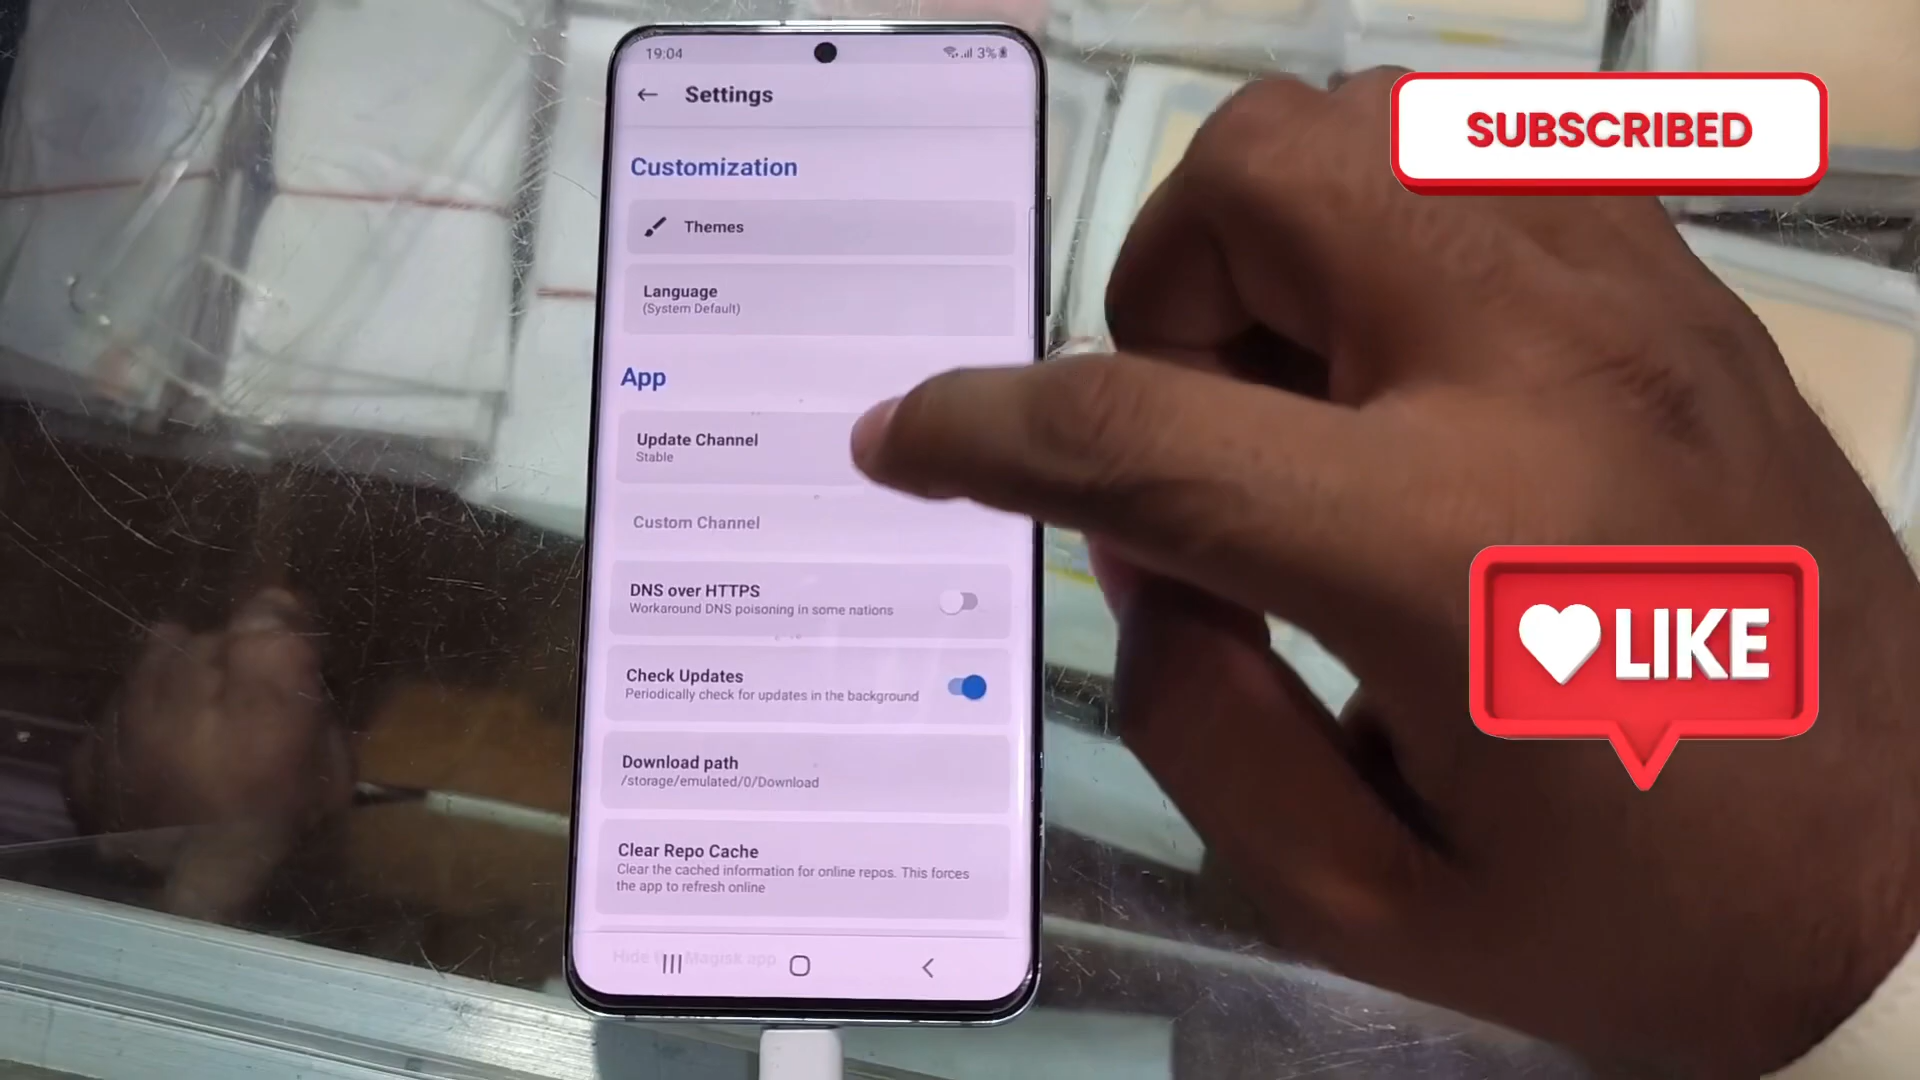 19:04
3%
Settings
SUBSCRIBED
Customization
Themes
Language
(System Default)
App
Update Channel
Stable
Custom Channel
DNS over HTTPS
Workaround DNS poisoning in some nations
LIKE
Check Updates
Periodically check for updates in the background
Download path
/storage/emulated/0/Download
Clear Repo Cache
Clear the cached information for online repos. This forces
the app to refresh online
Hide Magisk app